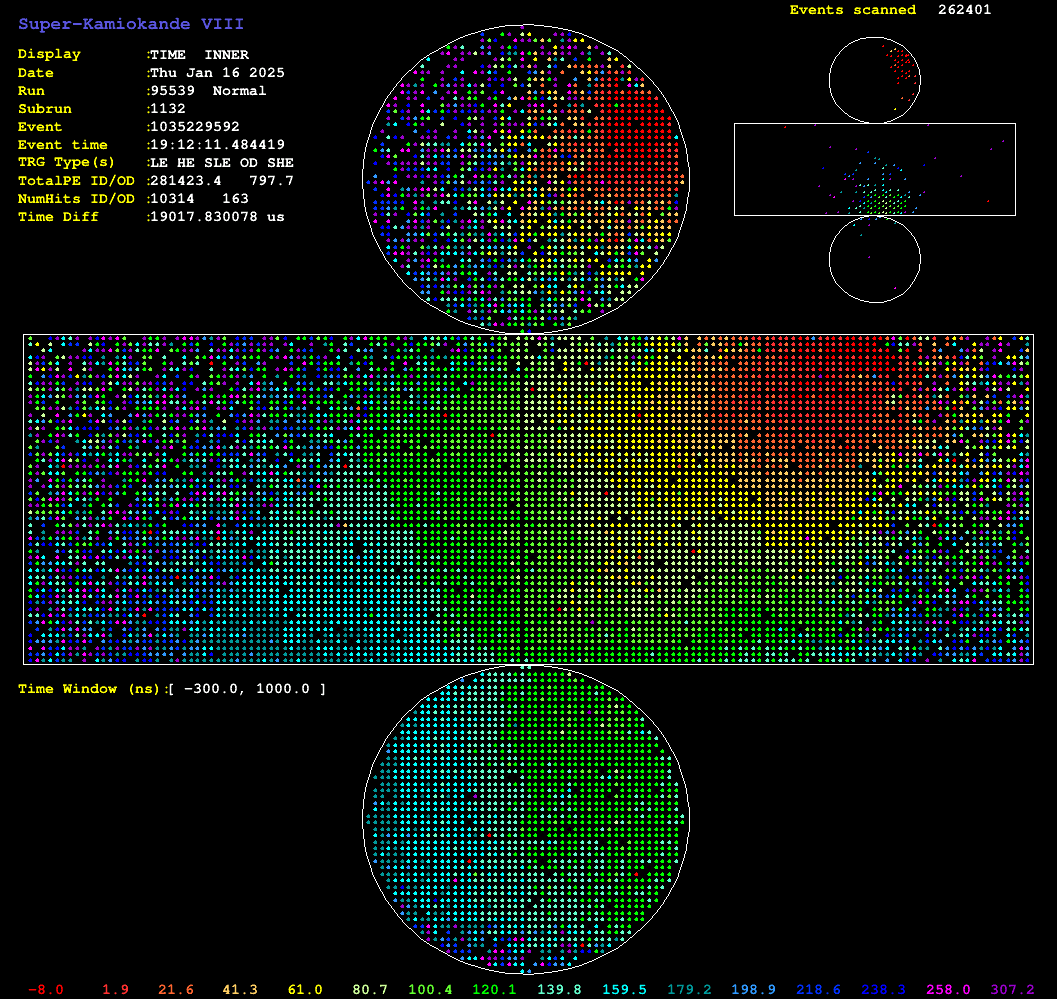 Super-Kamiokande VIII
Events scanned 262401
Display :TIME INNER
Date :Thu Jan 16 2025
Run :95539 Normal
Subrun :1132
Event :1035229592
Event time :19:12:11.484419
TRG Type(s) :LE HE SLE OD SHE
TotalPE ID/OD :281423.4 797.7
NumHits ID/OD :10314 163
Time Diff :19017.830078 us
Time Window (ns):[ -300.0, 1000.0 ]
-8.0 1.9 21.6 41.3 61.0 80.7 100.4 120.1 139.8 159.5 179.2 198.9 218.6 238.3 258.0 307.2